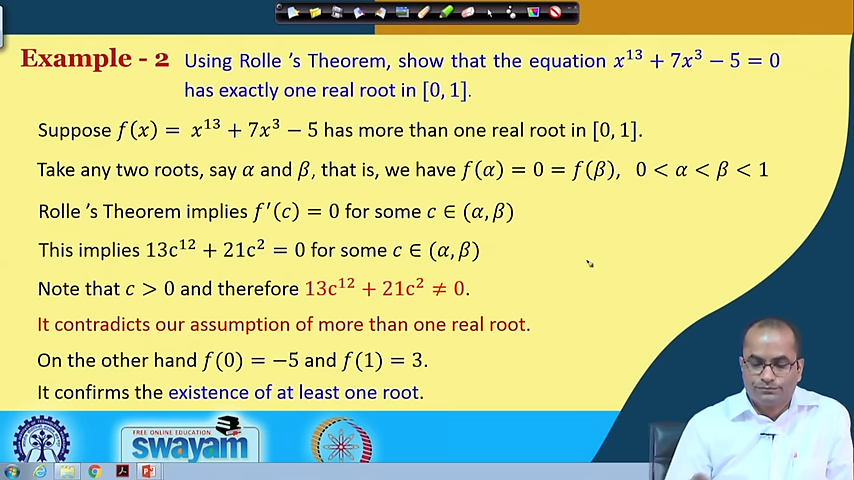 Example - 2 Using Rolle 's Theorem, show that the equation x¹³ + 7x³ − 5 = 0
has exactly one real root in [0, 1].
Suppose f(x) = x¹³ + 7x³ − 5 has more than one real root in [0, 1].
Take any two roots, say α and β, that is, we have f(α) = 0 = f(β), 0 < α < β < 1
Rolle 's Theorem implies f′(c) = 0 for some c ∈ (α, β)
This implies 13c¹² + 21c² = 0 for some c ∈ (α, β)
Note that c > 0 and therefore 13c¹² + 21c² ≠ 0.
It contradicts our assumption of more than one real root.
On the other hand f(0) = −5 and f(1) = 3.
It confirms the existence of at least one root.
FREE ONLINE EDUCATION
swayam